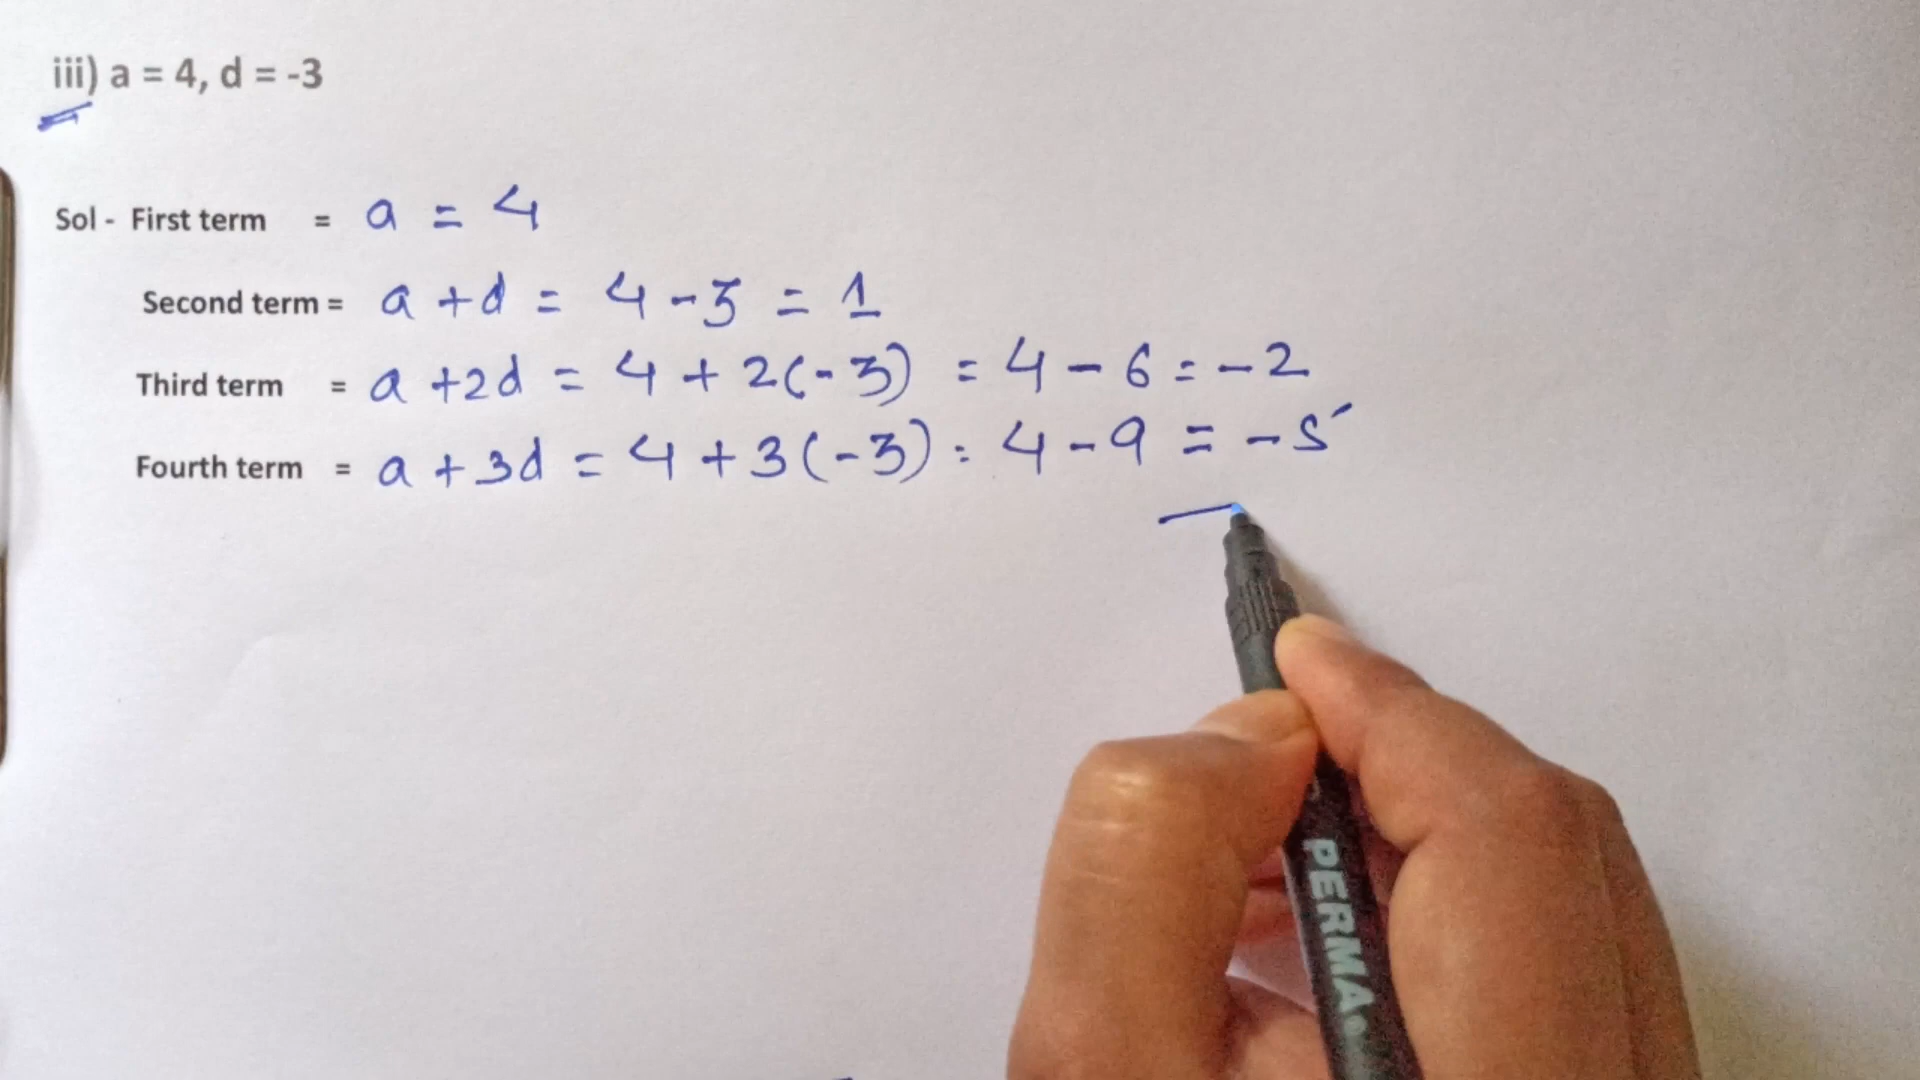 iii) a = 4, d = -3
Sol - First term = a = 4
Second term = a + d = 4 - 3 = 1
Third term = a + 2d = 4 + 2(-3) = 4 - 6 = -2
Fourth term = a + 3d = 4 + 3(-3) = 4 - 9 = -5
PERMA